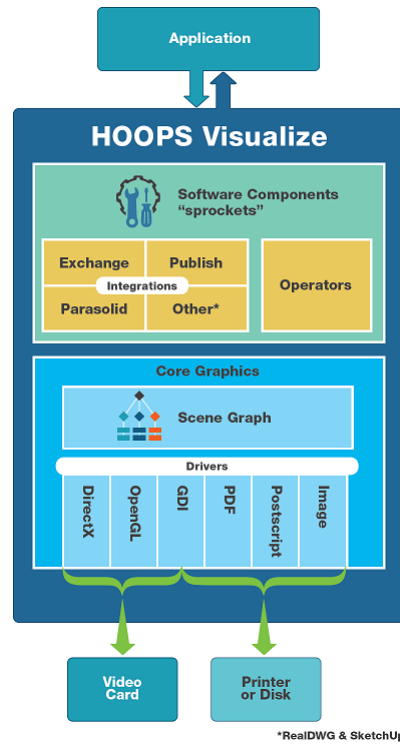 Application
HOOPS Visualize
Software Components
“sprockets”
Exchange
Publish
Integrations
Parasolid
Other*
Operators
Core Graphics
Scene Graph
Drivers
DirectX
OpenGL
GDI
PDF
Postscript
Image
Video
Card
Printer
or Disk
*RealDWG & SketchUp